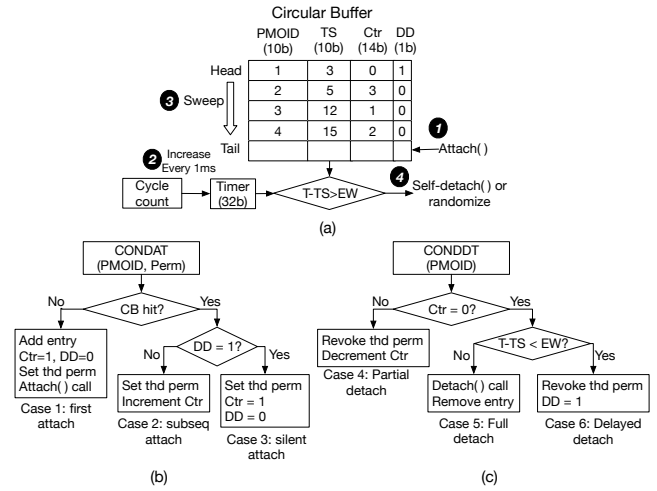 Circular Buffer
PMOID TS Ctr DD
(10b) (10b) (14b) (1b)
Head 1 3 0 1
2 5 3 0
3 Sweep 3 12 1 0
4 15 2 0
Tail
1
Attach( )
2 Increase
Every 1ms
Cycle
count
Timer
(32b)
T-TS>EW
4
Self-detach( ) or
randomize
(a)
CONDAT
(PMOID, Perm)
No CB hit? Yes
Add entry
Ctr=1, DD=0
Set thd perm
Attach( ) call
Case 1: first
attach
No DD = 1? Yes
Set thd perm
Increment Ctr
Case 2: subseq
attach
Set thd perm
Ctr = 1
DD = 0
Case 3: silent
attach
(b)
CONDDT
(PMOID)
No Ctr = 0? Yes
Revoke thd perm
Decrement Ctr
Case 4: Partial
detach
No T-TS < EW? Yes
Detach( ) call
Remove entry
Case 5: Full
detach
Revoke thd perm
DD = 1
Case 6: Delayed
detach
(c)